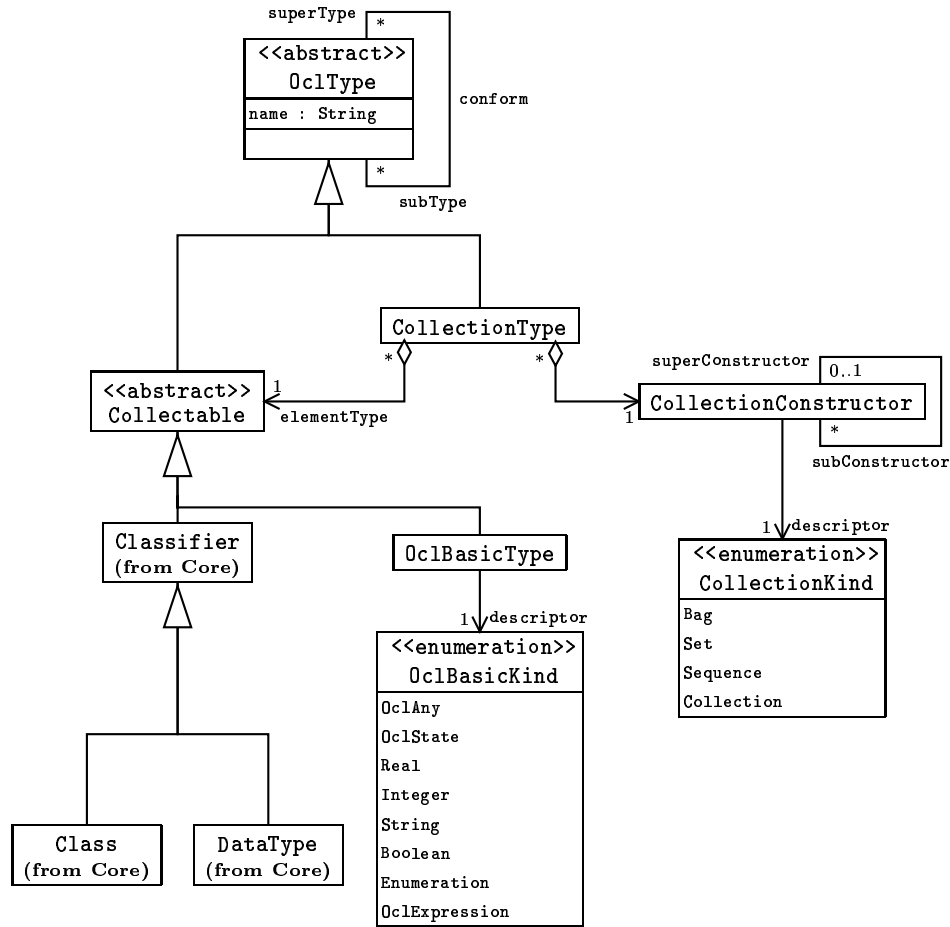 superType
*
<<abstract>>
OclType
name : String
conform
*
subType
CollectionType
*
*
superConstructor
0..1
<<abstract>>
Collectable
1
elementType
1
CollectionConstructor
*
subConstructor
Classifier
(from Core)
OclBasicType
1 descriptor
<<enumeration>>
CollectionKind
Bag
Set
Sequence
Collection
1 descriptor
<<enumeration>>
OclBasicKind
OclAny
OclState
Real
Integer
String
Boolean
Enumeration
OclExpression
Class
(from Core)
DataType
(from Core)